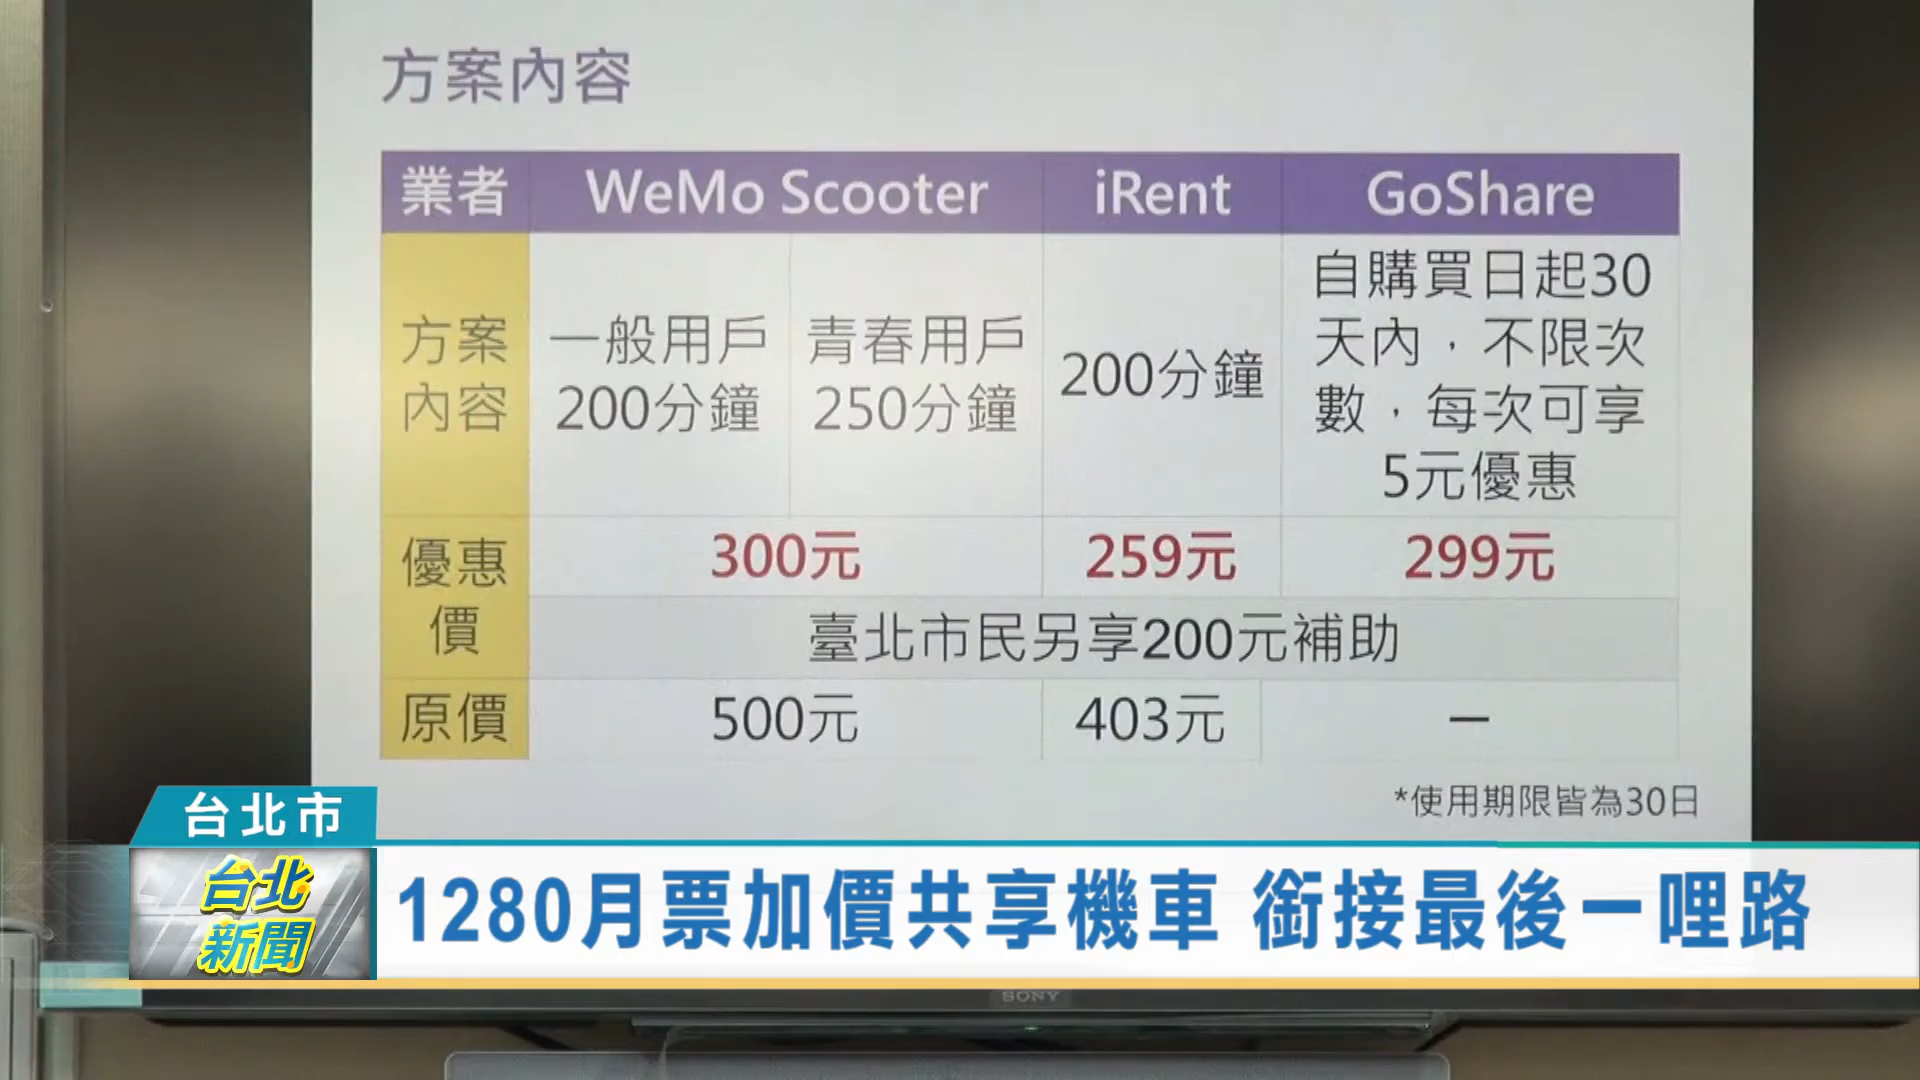 方案內容
業者 WeMo Scooter iRent GoShare
方案
內容
一般用戶
200分鐘
青春用戶
250分鐘
200分鐘
自購買日起30
天內，不限次
數，每次可享
5元優惠
優惠
價
300元 259元 299元
臺北市民另享200元補助
原價 500元 403元 —
*使用期限皆為30日
台北市
台北
新聞
1280月票加價共享機車 銜接最後一哩路
SONY